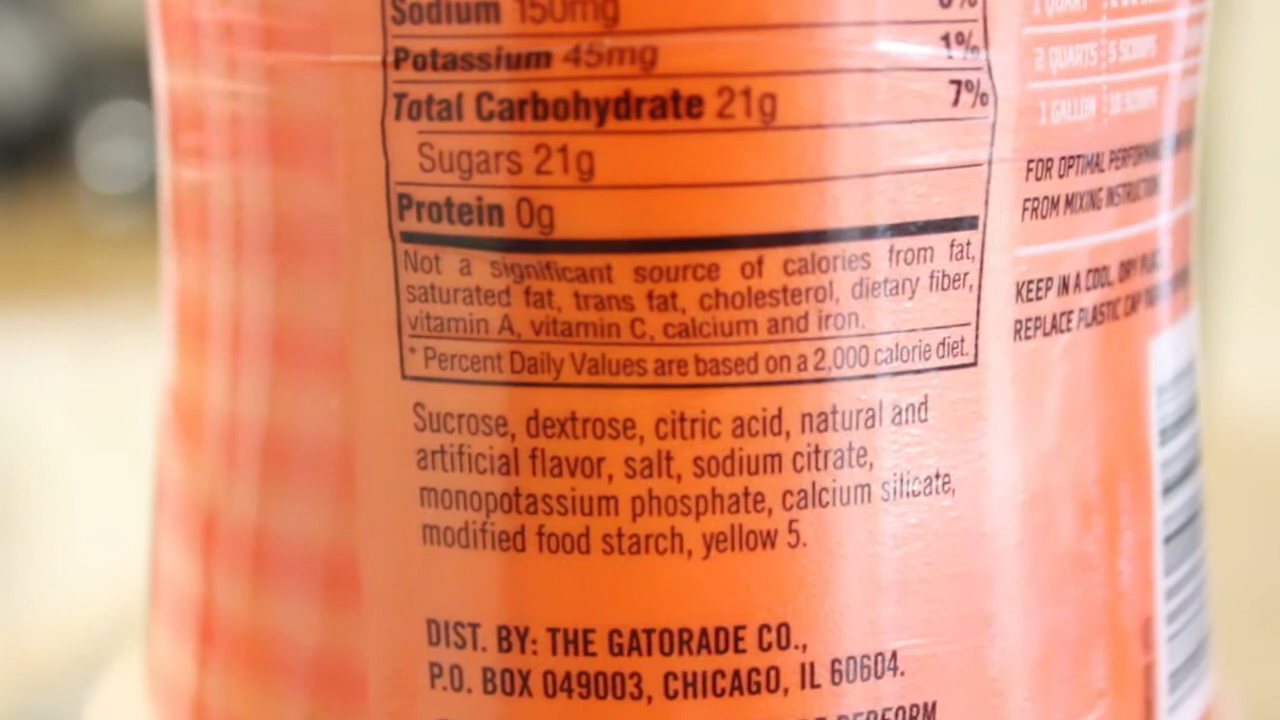 Sodium 150mg
Potassium 45mg 1%
Total Carbohydrate 21g 7%
Sugars 21g
Protein 0g
Not a significant source of calories from fat,
saturated fat, trans fat, cholesterol, dietary fiber,
vitamin A, vitamin C, calcium and iron.
* Percent Daily Values are based on a 2,000 calorie diet.
Sucrose, dextrose, citric acid, natural and
artificial flavor, salt, sodium citrate,
monopotassium phosphate, calcium silicate,
modified food starch, yellow 5.
DIST. BY: THE GATORADE CO.,
P.O. BOX 049003, CHICAGO, IL 60604.
PERFORM
1 QUART
2 QUARTS 5 SCOOPS
1 GALLON 10 SCOOPS
FOR OPTIMAL
FROM MIXING
KEEP IN A COOL, DRY
REPLACE PLASTIC CAP